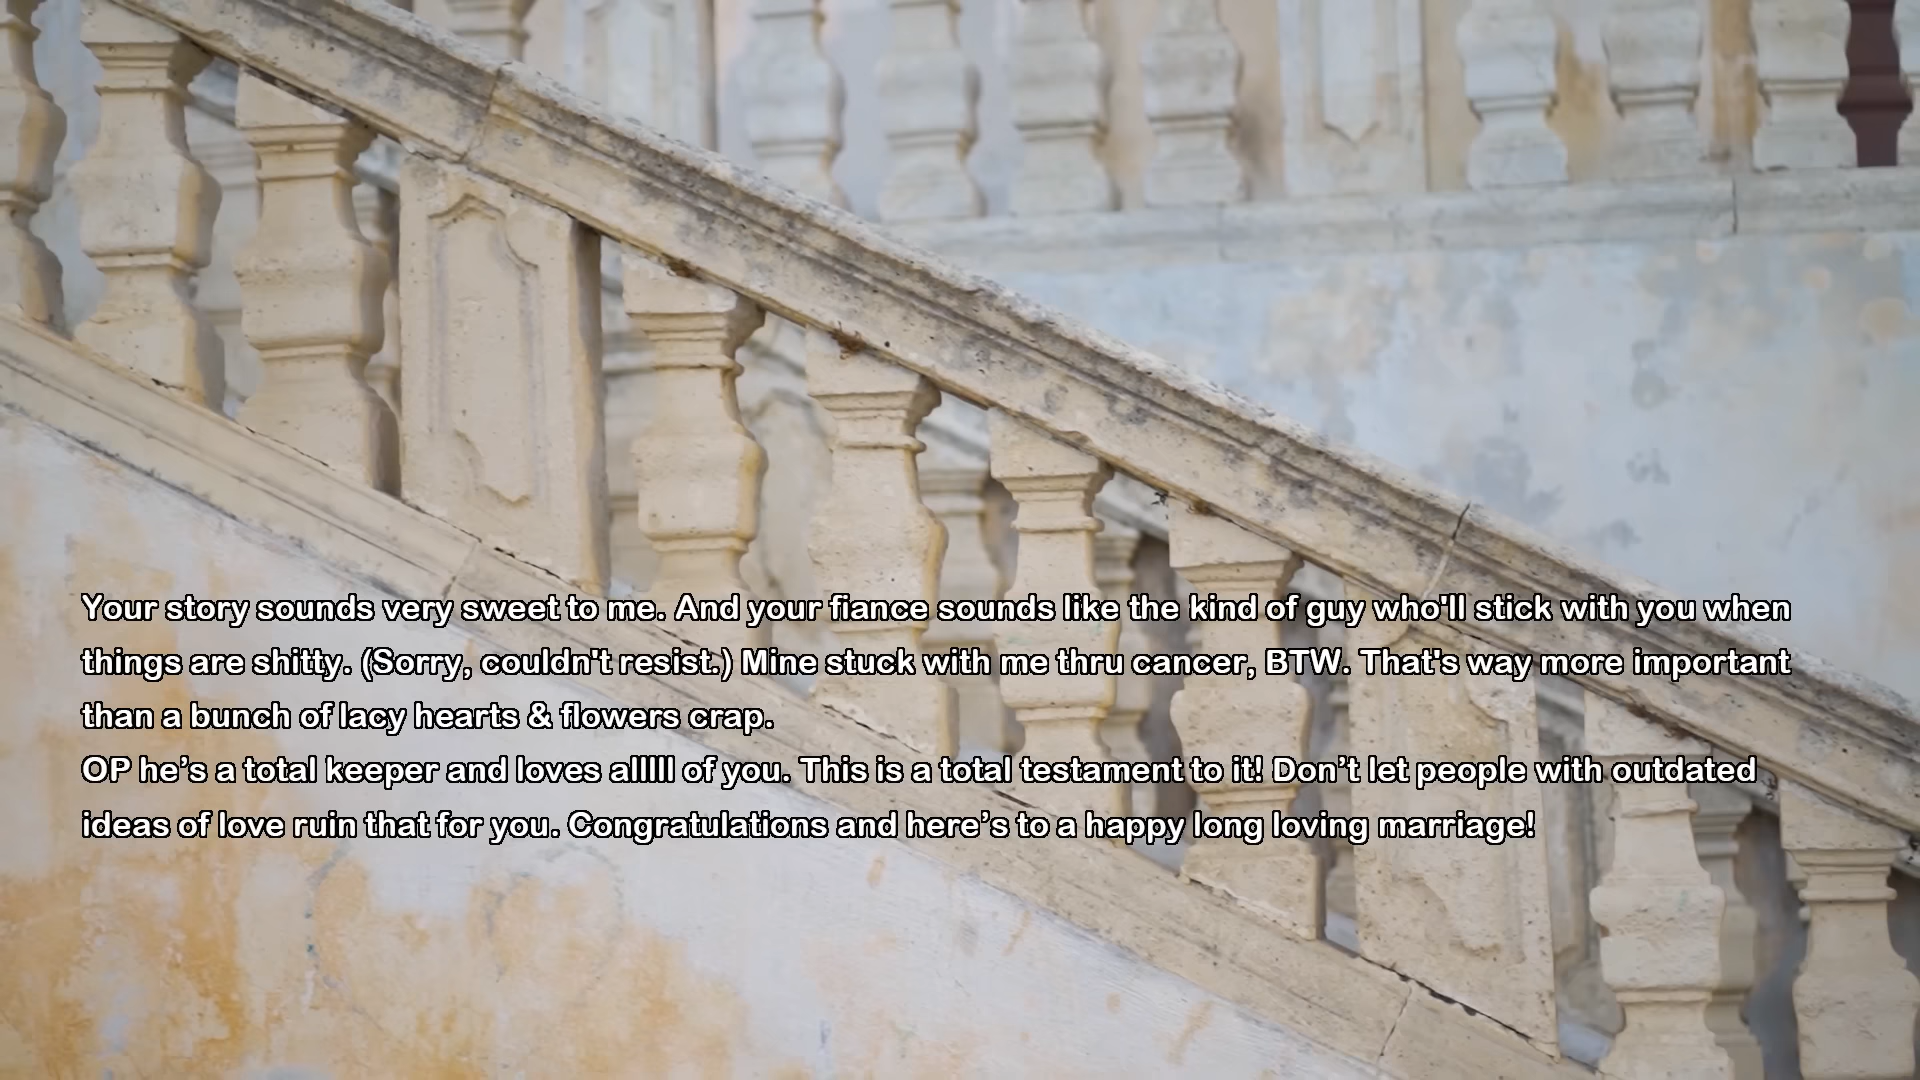 Your story sounds very sweet to me. And your fiance sounds like the kind of guy who'll stick with you when
things are shitty. (Sorry, couldn't resist.) Mine stuck with me thru cancer, BTW. That's way more important
than a bunch of lacy hearts & flowers crap.
OP he’s a total keeper and loves alllll of you. This is a total testament to it! Don’t let people with outdated
ideas of love ruin that for you. Congratulations and here’s to a happy long loving marriage!